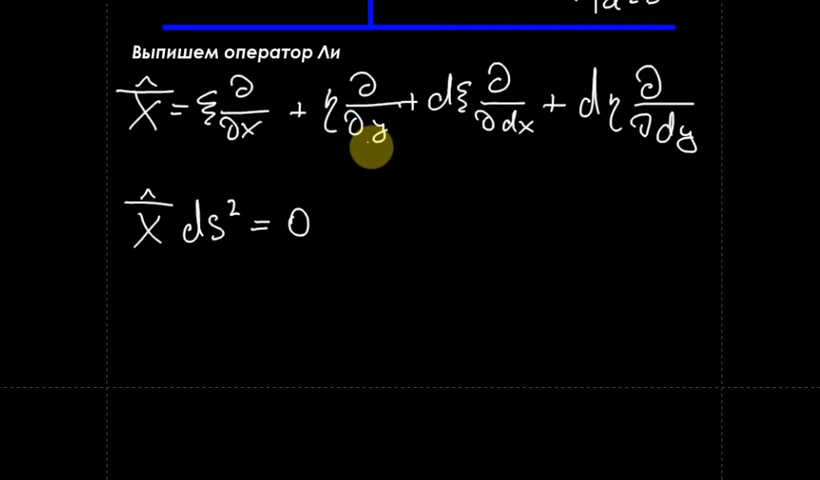 Выпишем оператор Ли
X̂ = ξ ∂/∂x + η ∂/∂y + dξ ∂/∂dx + dη ∂/∂dy
X̂ ds² = 0